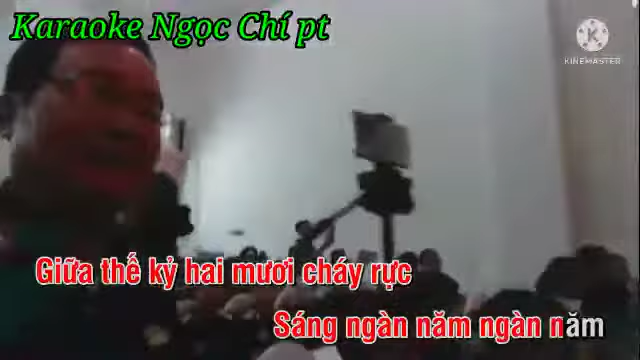 Karaoke Ngọc Chí pt
K
KINEMASTER
Giữa thế kỷ hai mươi cháy rực
Sáng ngàn năm ngàn năm